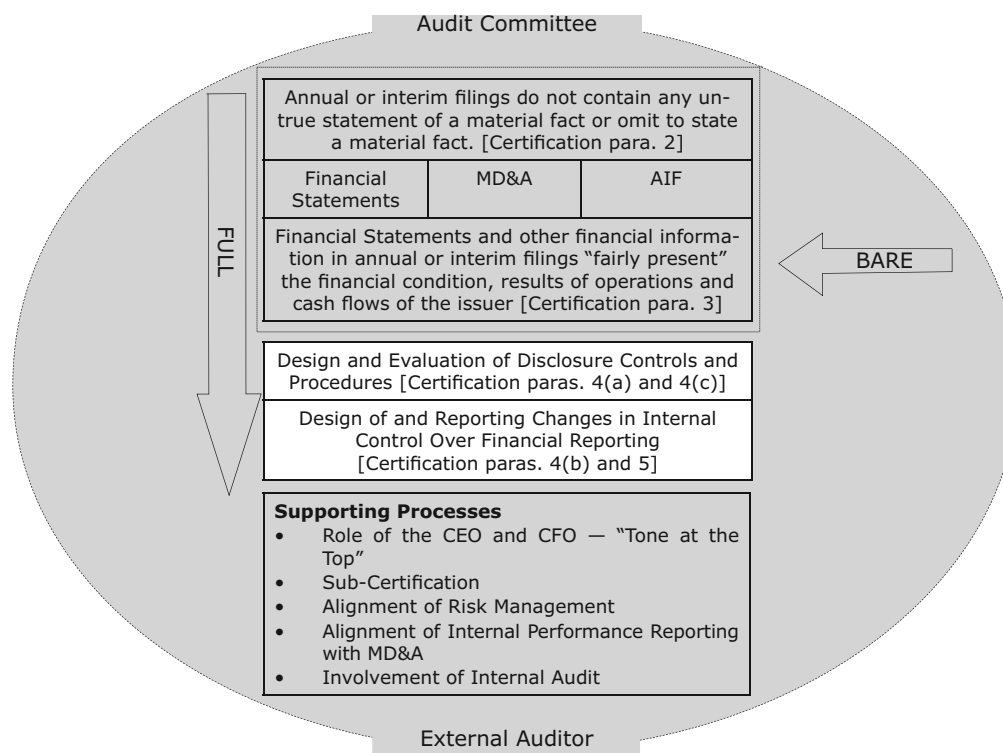 Audit Committee
Annual or interim filings do not contain any un-
true statement of a material fact or omit to state
a material fact. [Certification para. 2]
Financial
Statements
MD&A
AIF
Financial Statements and other financial informa-
tion in annual or interim filings “fairly present”
the financial condition, results of operations and
cash flows of the issuer [Certification para. 3]
FULL
BARE
Design and Evaluation of Disclosure Controls and
Procedures [Certification paras. 4(a) and 4(c)]
Design of and Reporting Changes in Internal
Control Over Financial Reporting
[Certification paras. 4(b) and 5]
Supporting Processes
• Role of the CEO and CFO — “Tone at the
Top”
• Sub-Certification
• Alignment of Risk Management
• Alignment of Internal Performance Reporting
with MD&A
• Involvement of Internal Audit
External Auditor